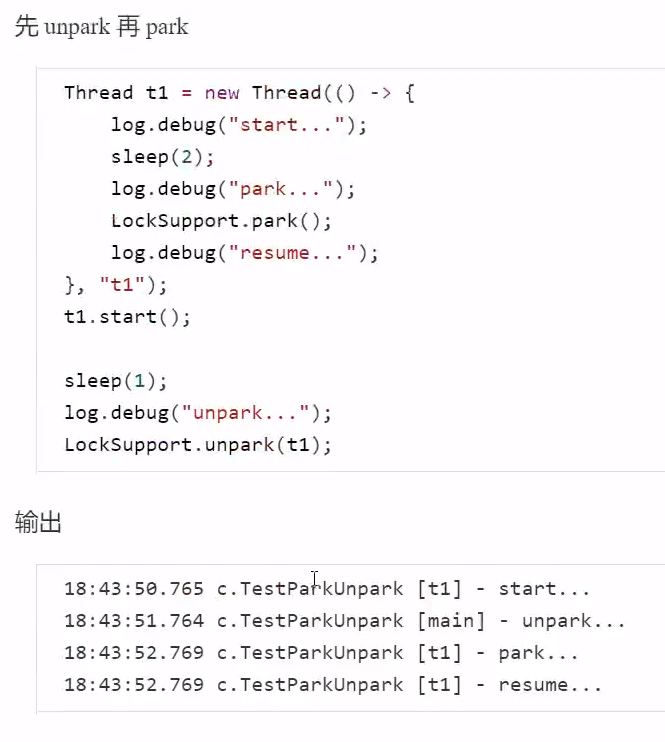 先 unpark 再 park
Thread t1 = new Thread(() -> {
    log.debug("start...");
    sleep(2);
    log.debug("park...");
    LockSupport.park();
    log.debug("resume...");
}, "t1");
t1.start();
sleep(1);
log.debug("unpark...");
LockSupport.unpark(t1);
输出
18:43:50.765 c.TestParkUnpark [t1] - start...
18:43:51.764 c.TestParkUnpark [main] - unpark...
18:43:52.769 c.TestParkUnpark [t1] - park...
18:43:52.769 c.TestParkUnpark [t1] - resume...